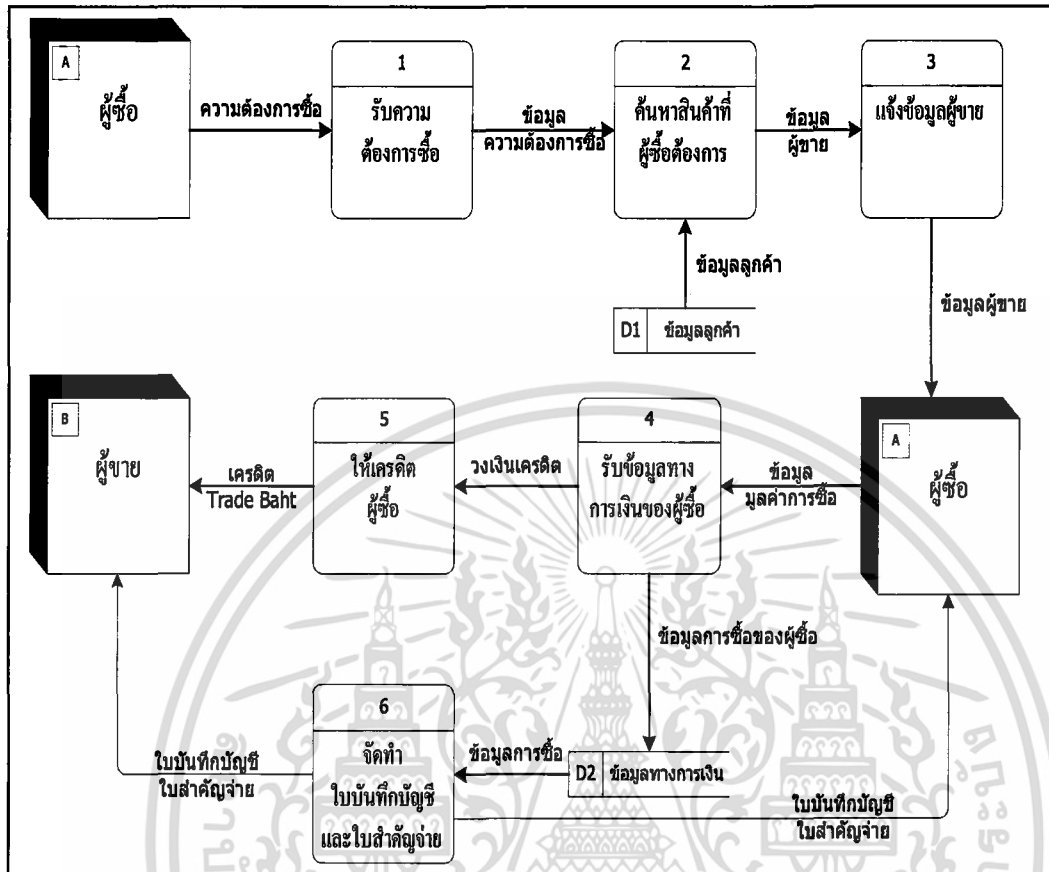 A
ผู้ซื้อ
ความต้องการซื้อ
1
รับความ
ต้องการซื้อ
ข้อมูล
ความต้องการซื้อ
2
ค้นหาสินค้าที่
ผู้ซื้อต้องการ
ข้อมูล
ผู้ขาย
3
แจ้งข้อมูลผู้ขาย
ข้อมูลลูกค้า
D1 ข้อมูลลูกค้า
ข้อมูลผู้ขาย
B
ผู้ขาย
เครดิต
Trade Baht
5
ให้เครดิต
ผู้ซื้อ
วงเงินเครดิต
4
รับข้อมูลทาง
การเงินของผู้ซื้อ
ข้อมูล
มูลค่าการซื้อ
A
ผู้ซื้อ
ข้อมูลการซื้อของผู้ซื้อ
ใบบันทึกบัญชี
ใบสำคัญจ่าย
6
จัดทำ
ใบบันทึกบัญชี
และใบสำคัญจ่าย
ข้อมูลการซื้อ
D2 ข้อมูลทางการเงิน
ใบบันทึกบัญชี
ใบสำคัญจ่าย